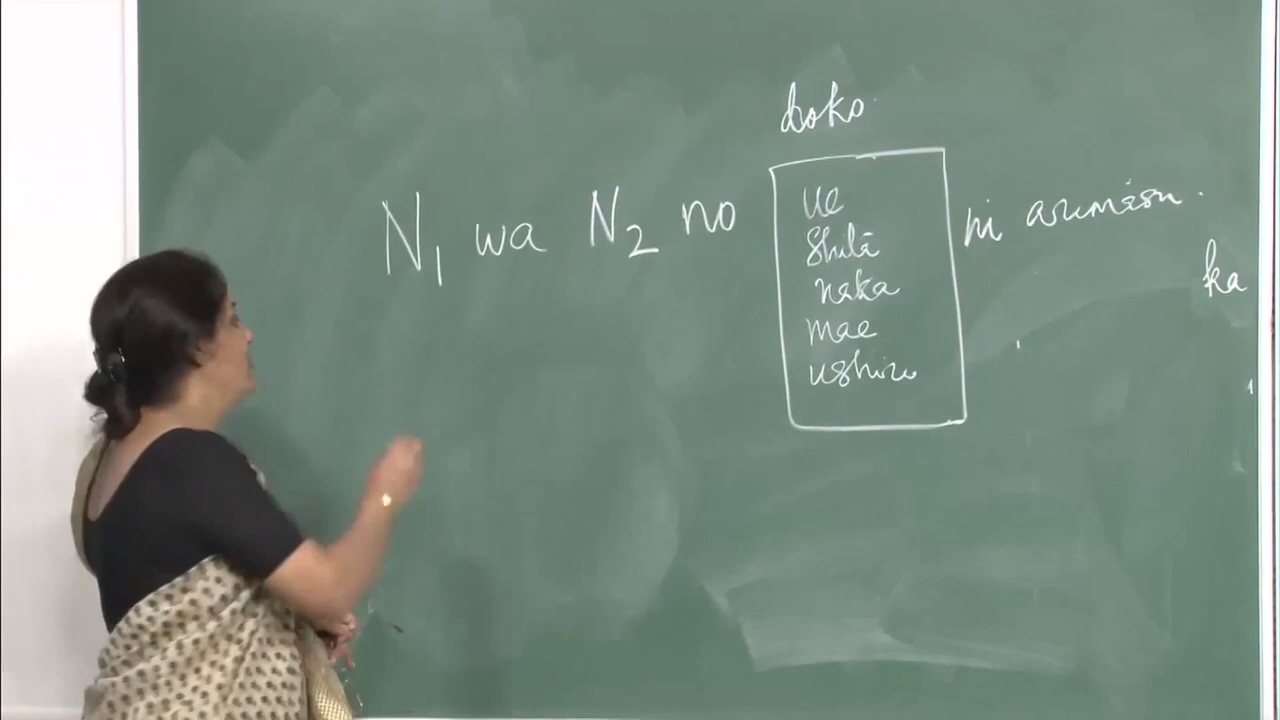 doko
N1 wa N2 no
ue
shita
naka
mae
ushiro
ni arimasu.
ka